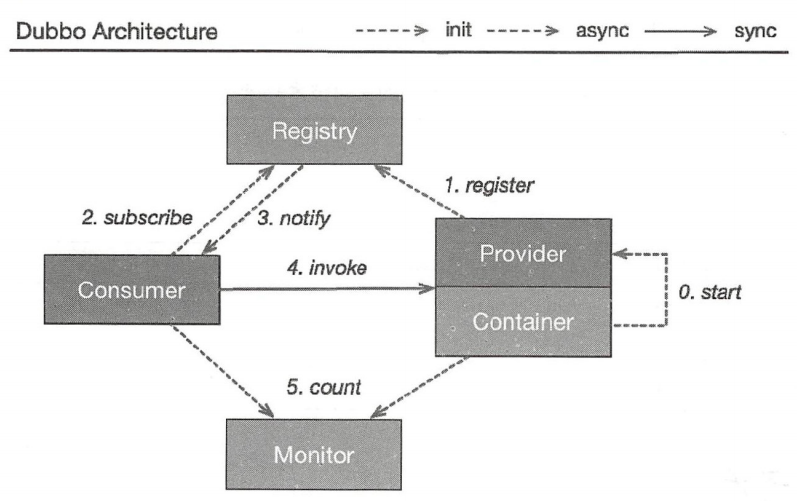 Dubbo Architecture
init
async
sync
Registry
1. register
2. subscribe
3. notify
Provider
4. invoke
Consumer
0. start
Container
5. count
Monitor